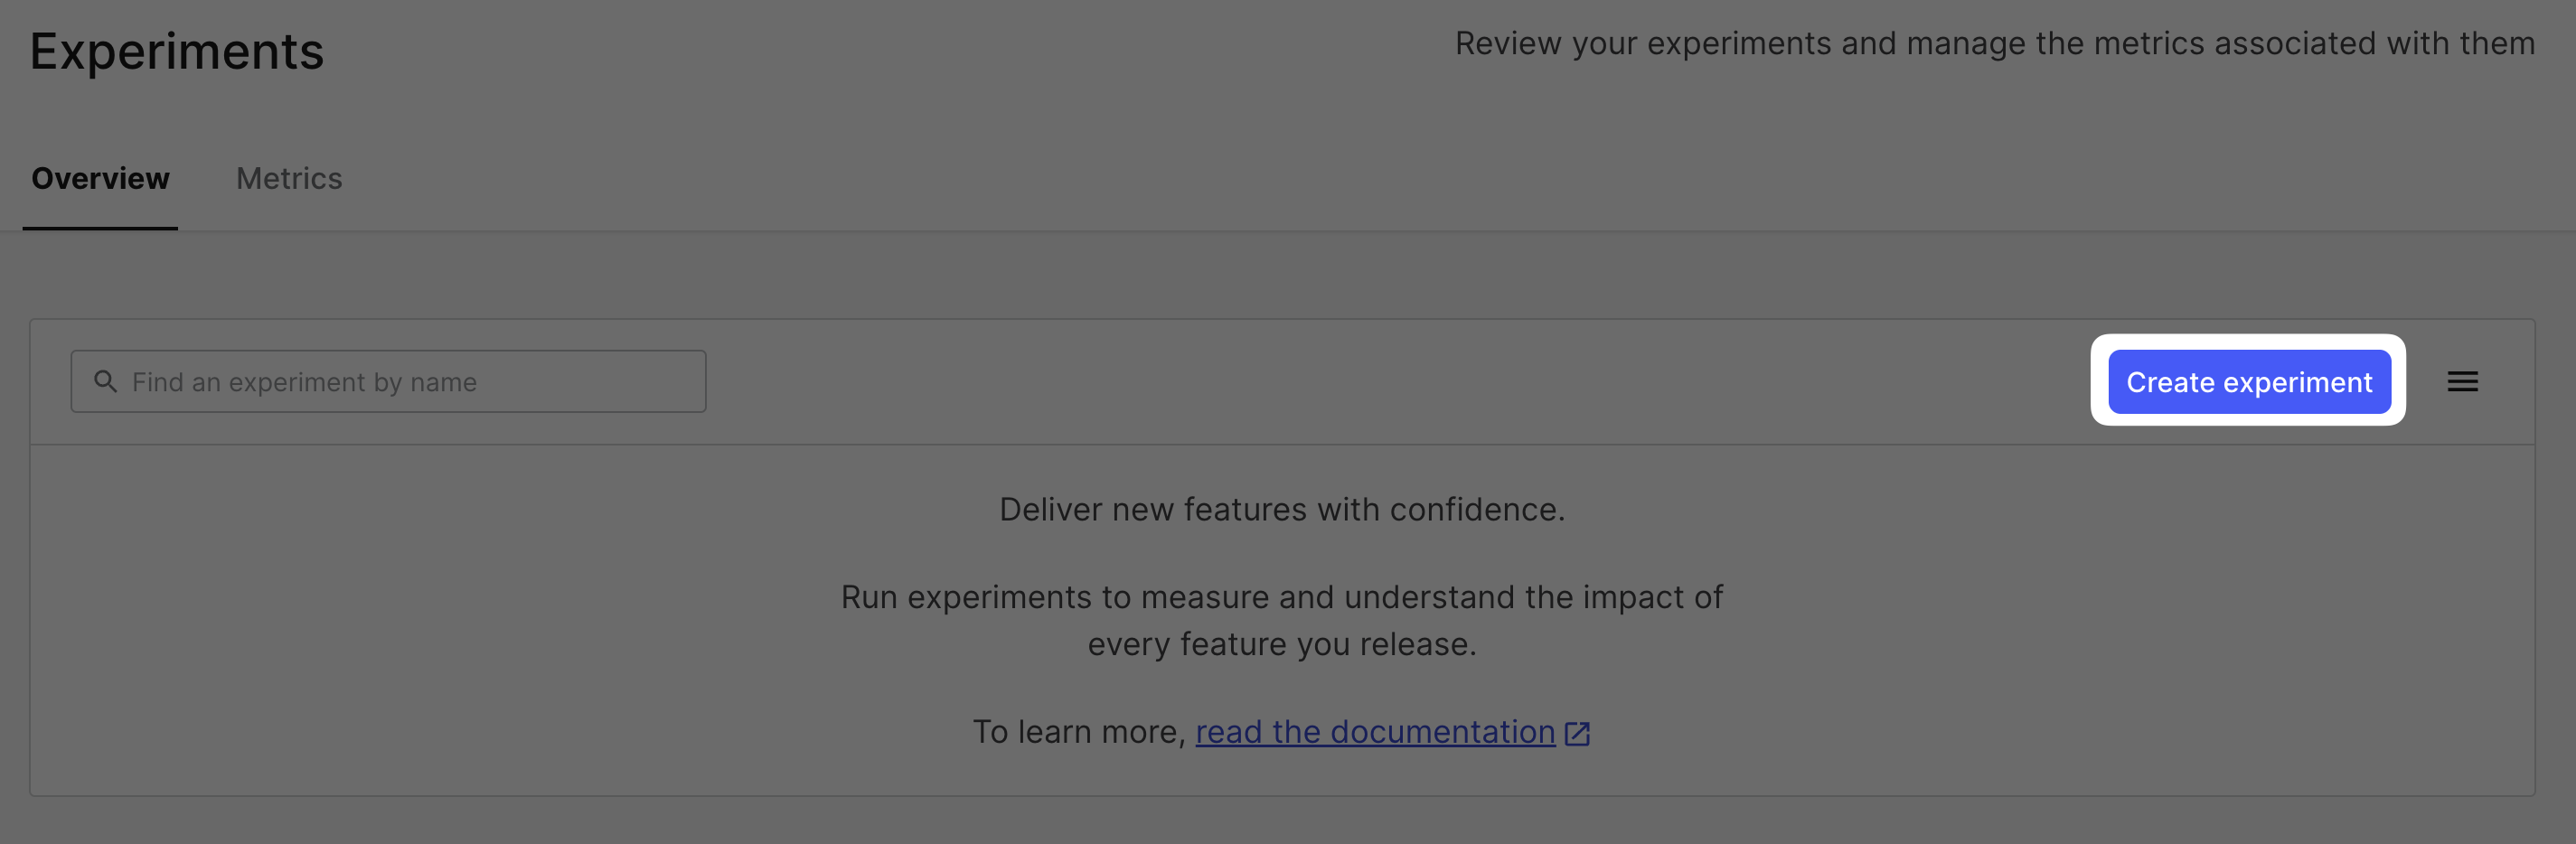 Experiments
Review your experiments and manage the metrics associated with them
Overview
Metrics
Find an experiment by name
Create experiment
Deliver new features with confidence.
Run experiments to measure and understand the impact of
every feature you release.
To learn more, read the documentation